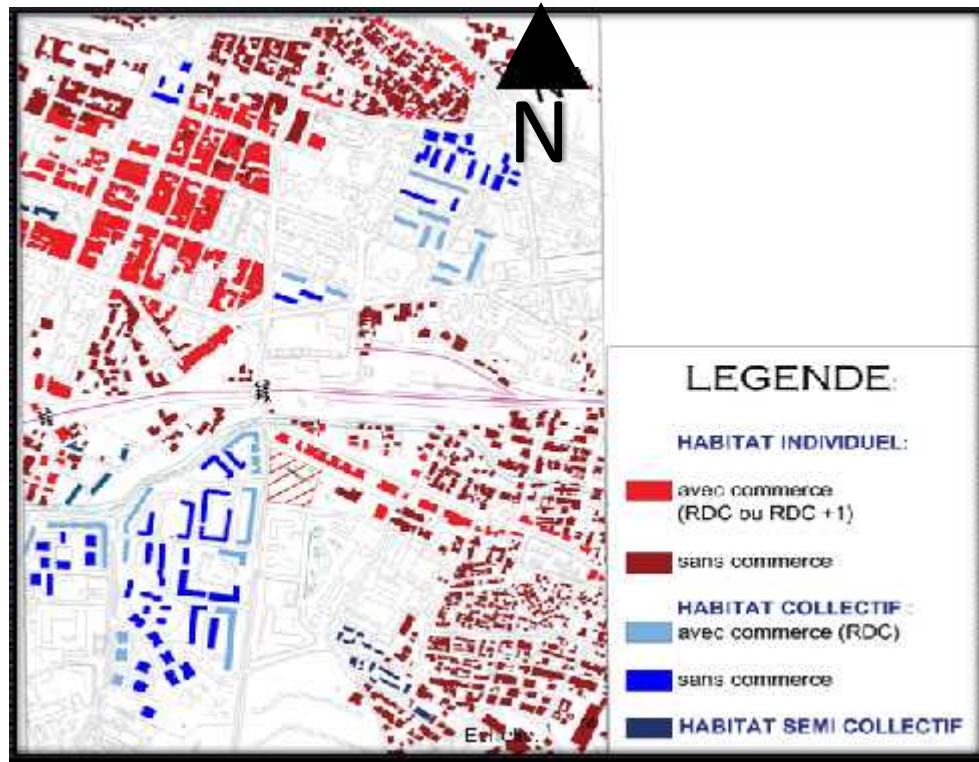 N
LEGENDE:
HABITAT INDIVIDUEL:
avec commerce
(RDC ou RDC +1)
sans commerce
HABITAT COLLECTIF :
avec commerce (RDC)
sans commerce
HABITAT SEMI COLLECTIF